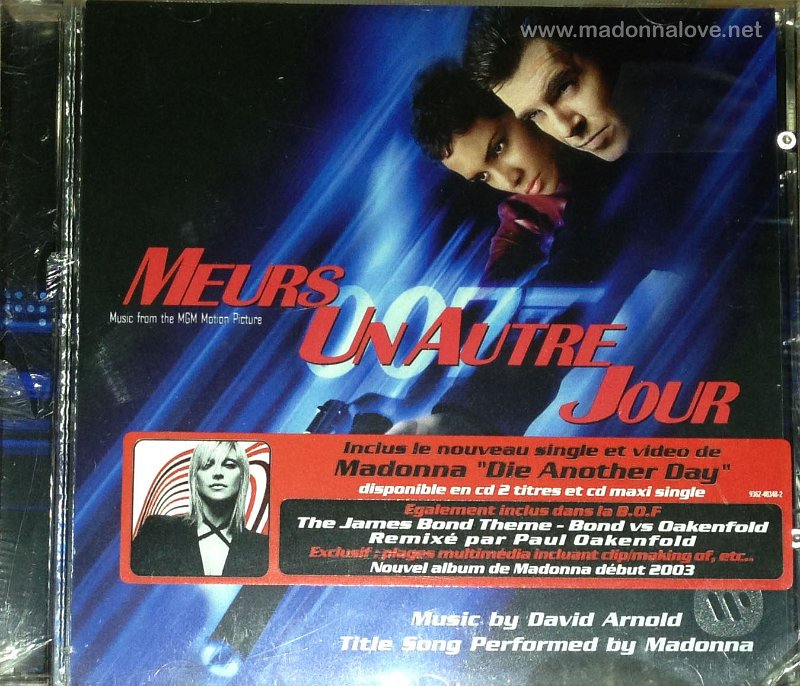 www.madonnalove.net
MEURS
007
Music from the MGM Motion Picture
UN AUTRE
JOUR
Inclus le nouveau single et video de
Madonna "Die Another Day"
disponible en cd 2 titres et cd maxi single
9362-48348-2
Egalement inclus dans la B.O.F
The James Bond Theme - Bond vs Oakenfold
Remixé par Paul Oakenfold
Exclusif : plages multimédia incluant clip/making of, etc...
Nouvel album de Madonna début 2003
Music by David Arnold
Title Song Performed by Madonna